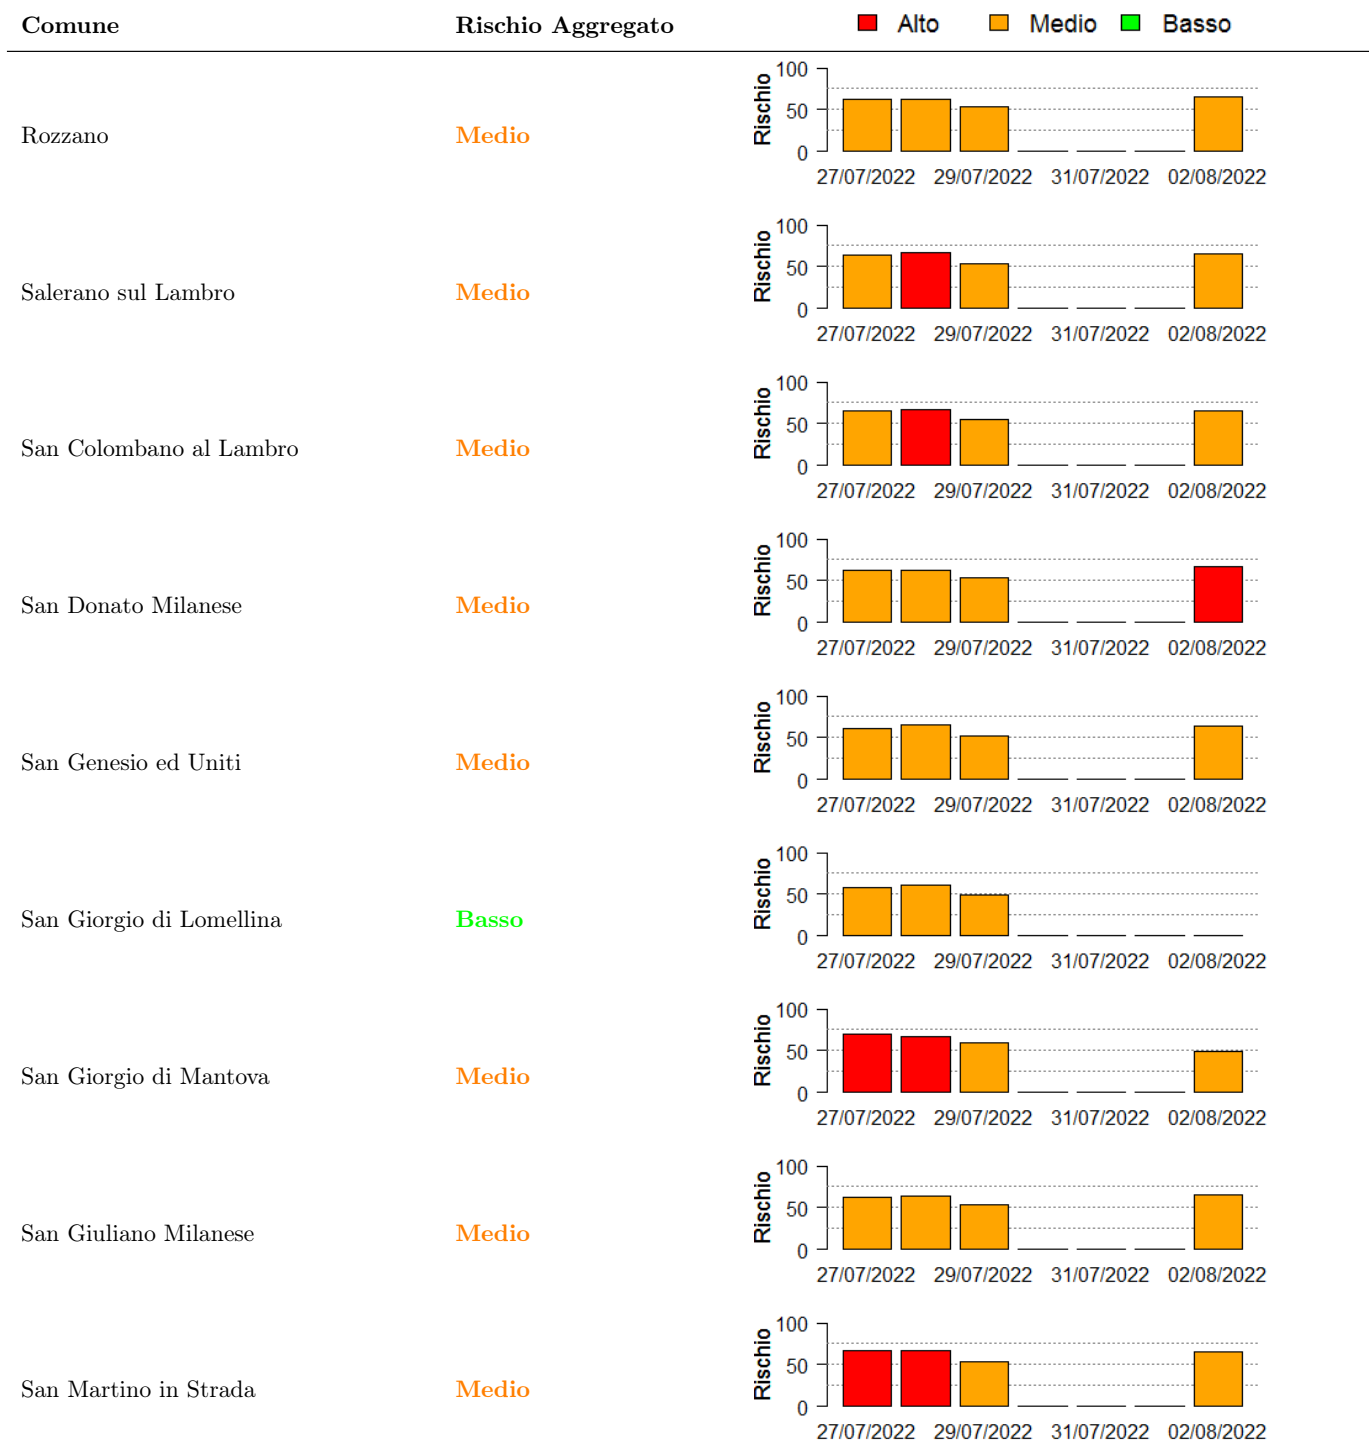 Comune Rischio Aggregato Alto Medio Basso
Rozzano Medio Rischio 100 50 0
27/07/2022 29/07/2022 31/07/2022 02/08/2022
Salerano sul Lambro Medio Rischio 100 50 0
27/07/2022 29/07/2022 31/07/2022 02/08/2022
San Colombano al Lambro Medio Rischio 100 50 0
27/07/2022 29/07/2022 31/07/2022 02/08/2022
San Donato Milanese Medio Rischio 100 50 0
27/07/2022 29/07/2022 31/07/2022 02/08/2022
San Genesio ed Uniti Medio Rischio 100 50 0
27/07/2022 29/07/2022 31/07/2022 02/08/2022
San Giorgio di Lomellina Basso Rischio 100 50 0
27/07/2022 29/07/2022 31/07/2022 02/08/2022
San Giorgio di Mantova Medio Rischio 100 50 0
27/07/2022 29/07/2022 31/07/2022 02/08/2022
San Giuliano Milanese Medio Rischio 100 50 0
27/07/2022 29/07/2022 31/07/2022 02/08/2022
San Martino in Strada Medio Rischio 100 50 0
27/07/2022 29/07/2022 31/07/2022 02/08/2022